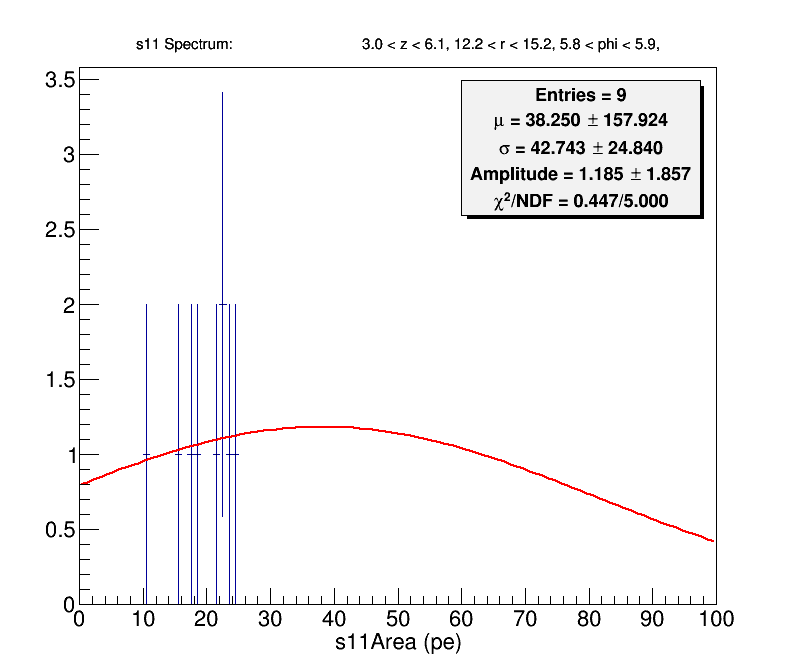 s11 Spectrum: 3.0 < z < 6.1, 12.2 < r < 15.2, 5.8 < phi < 5.9,
Entries = 9
μ = 38.250 ± 157.924
σ = 42.743 ± 24.840
Amplitude = 1.185 ± 1.857
χ²/NDF = 0.447/5.000
3.5
3
2.5
2
1.5
1
0.5
0
0 10 20 30 40 50 60 70 80 90 100
s11Area (pe)